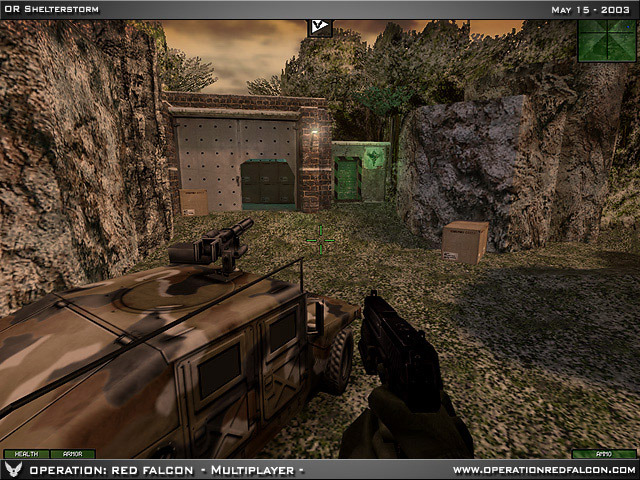 OR Shelterstorm
May 15 - 2003
HEALTH
ARMOR
AMMO
OPERATION: RED FALCON - Multiplayer -
www.operationredfalcon.com